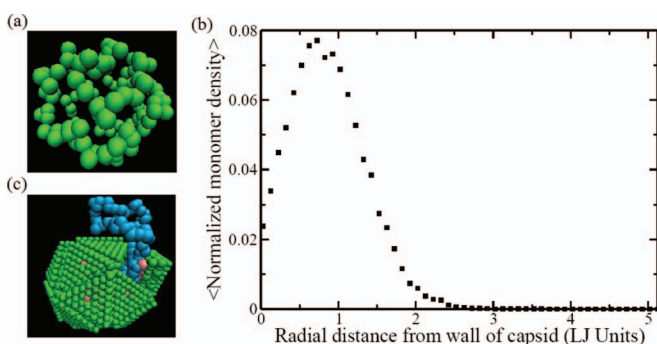 (a)
(c)
(b)
<Normalized monomer density>
0.08
0.06
0.04
0.02
0
0 1 2 3 4 5
Radial distance from wall of capsid (LJ Units)